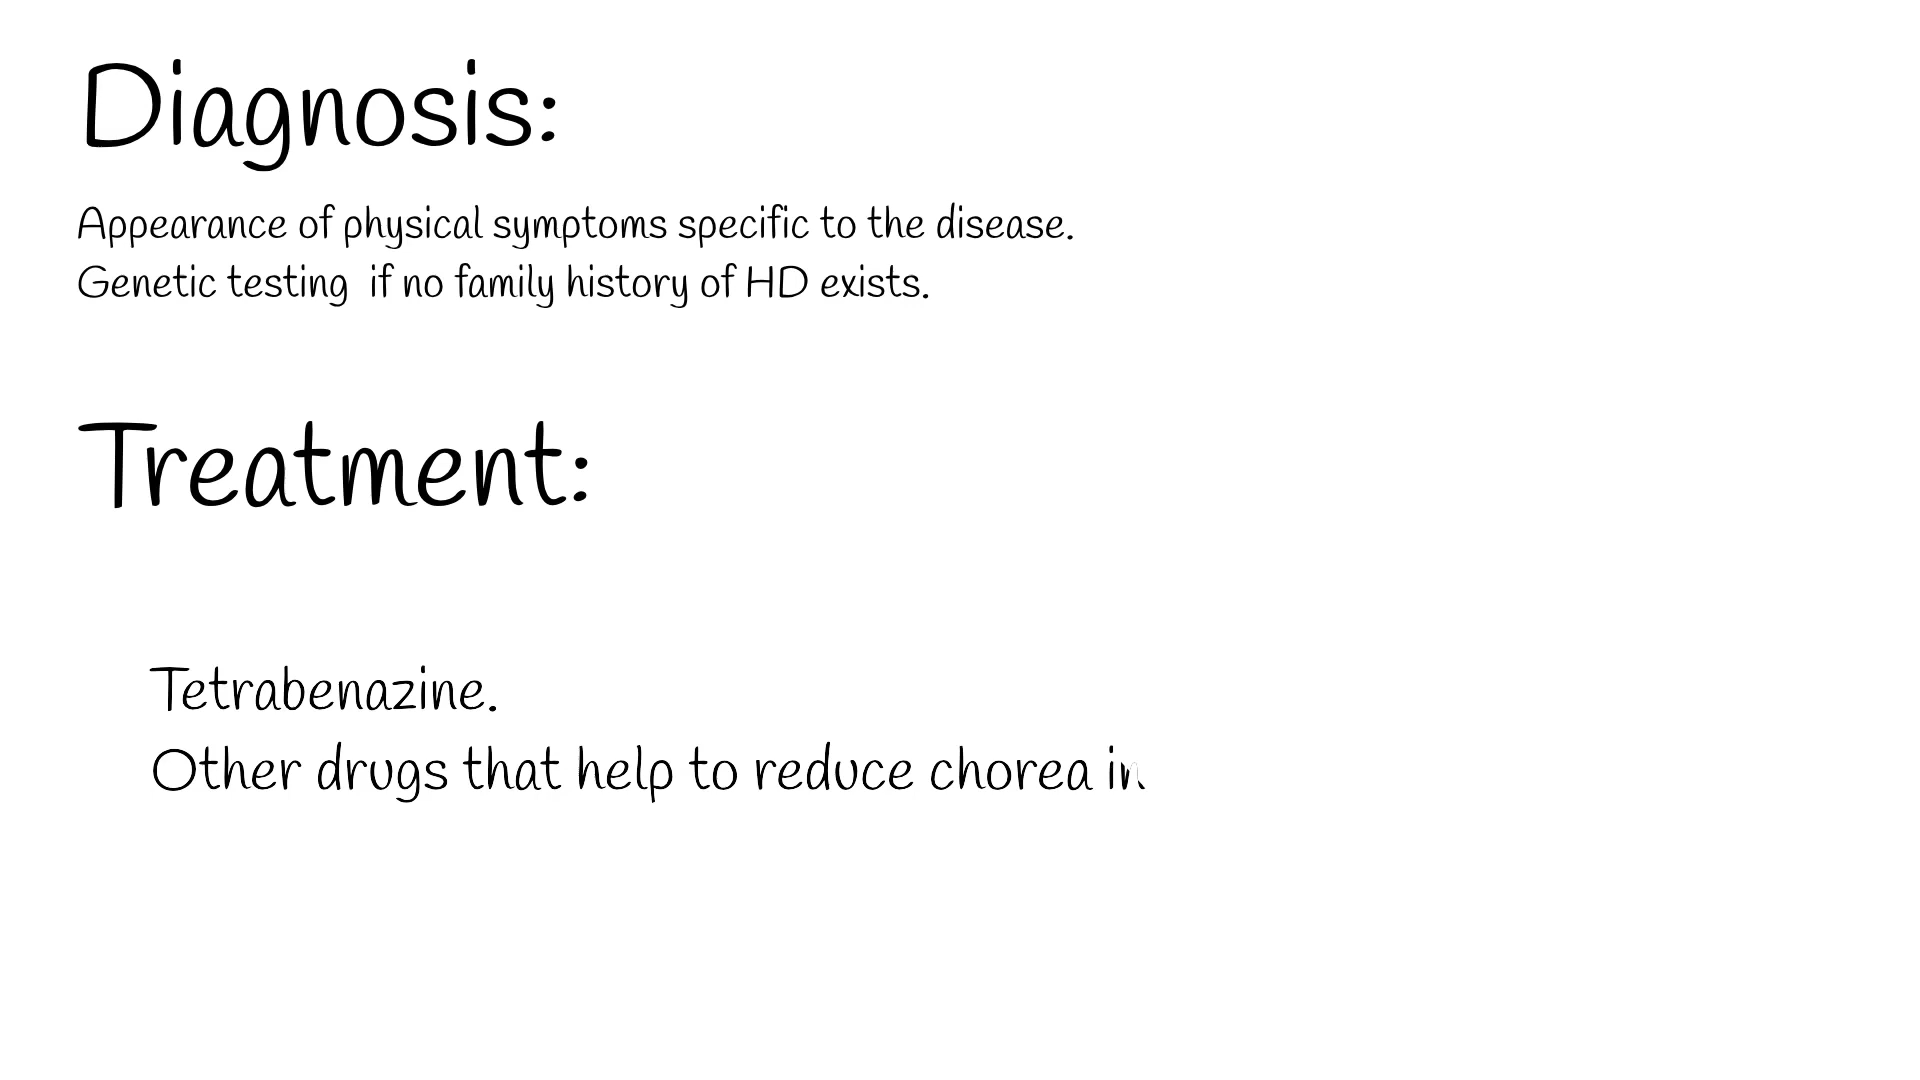 Diagnosis:
Appearance of physical symptoms specific to the disease.
Genetic testing  if no family history of HD exists.
Treatment:
Tetrabenazine.
Other drugs that help to reduce chorea in